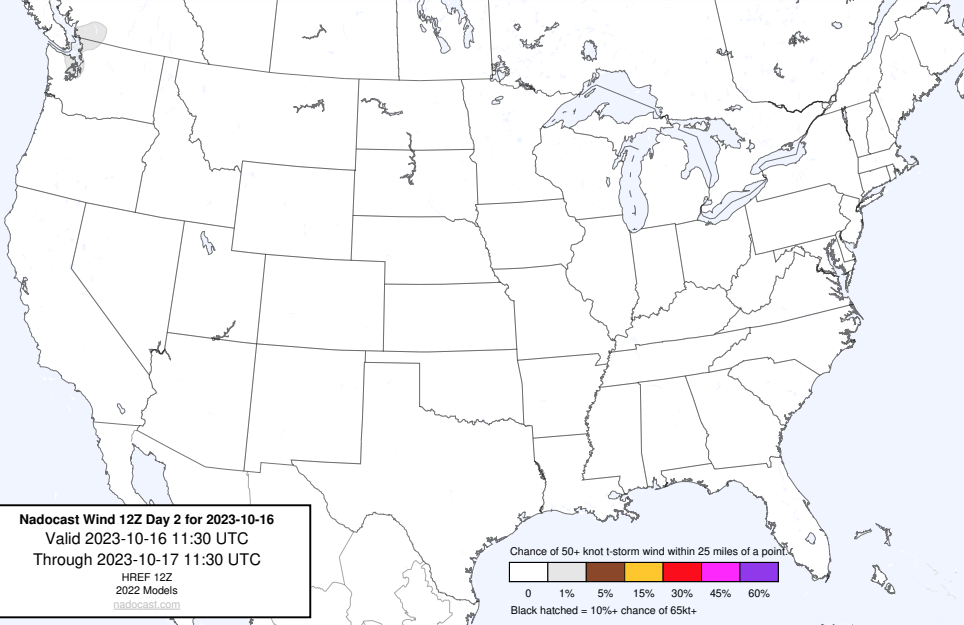 Nadocast Wind 12Z Day 2 for 2023-10-16
Valid 2023-10-16 11:30 UTC
Through 2023-10-17 11:30 UTC
HREF 12Z
2022 Models
nadocast.com
Chance of 50+ knot t-storm wind within 25 miles of a point.
0 1% 5% 15% 30% 45% 60%
Black hatched = 10%+ chance of 65kt+